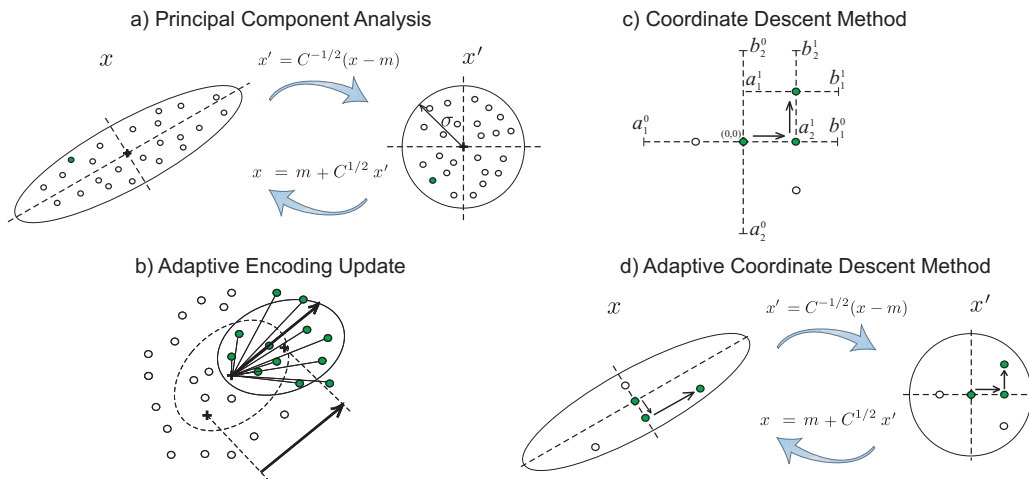 a) Principal Component Analysis
x
x′ = C^{-1/2}(x − m)
x′
σ
x = m + C^{1/2} x′
c) Coordinate Descent Method
b_2^0
b_2^1
a_1^1
b_1^1
a_1^0
(0,0)
a_2^1
b_1^0
a_2^0
b) Adaptive Encoding Update
d) Adaptive Coordinate Descent Method
x
x′ = C^{-1/2}(x − m)
x′
x = m + C^{1/2} x′